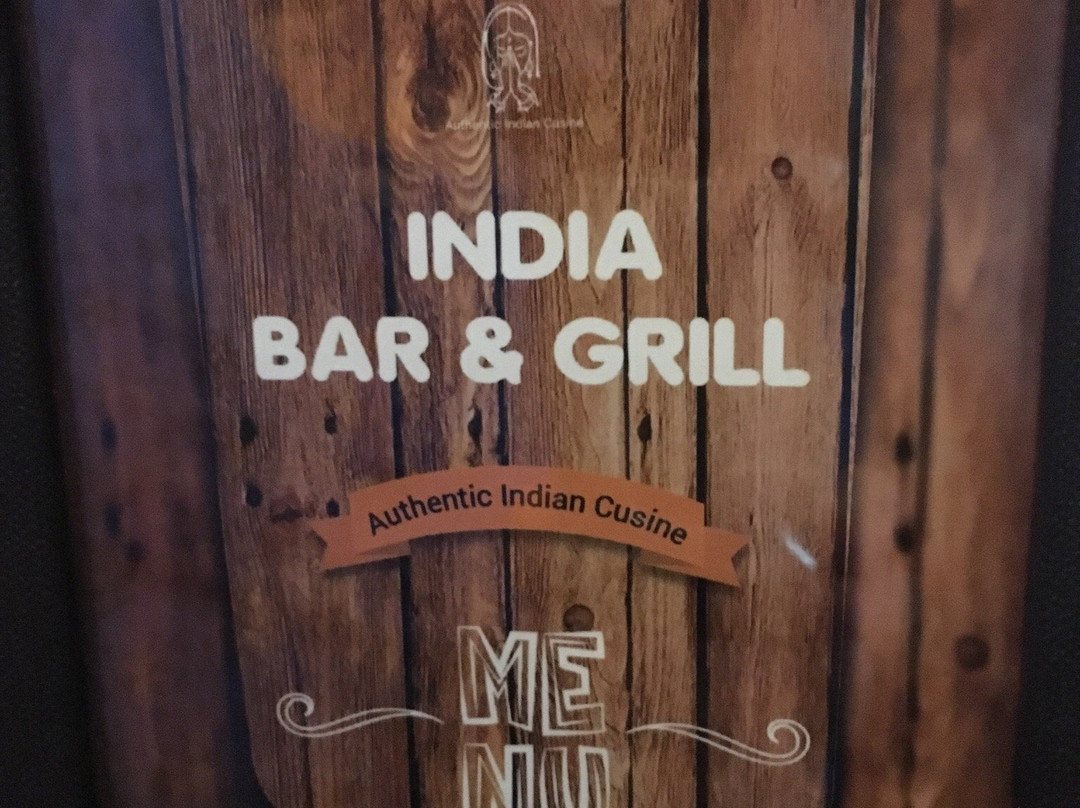 Authentic Indian Cusine
INDIA
BAR & GRILL
Authentic Indian Cusine
ME
NU